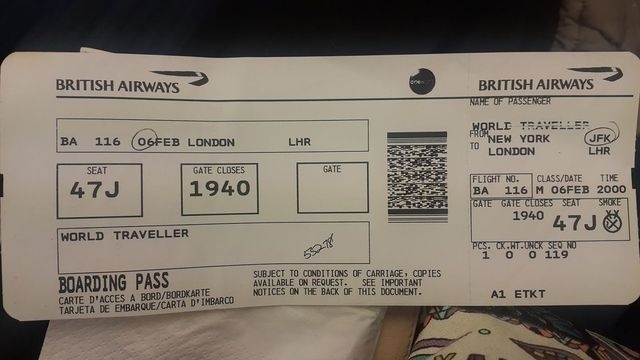 BRITISH AIRWAYS
BA 116 06FEB LONDON LHR
SEAT
47J
GATE CLOSES
1940
GATE
WORLD TRAVELLER
BOARDING PASS
CARTE D'ACCES A BORD/BORDKARTE
TARJETA DE EMBARQUE/CARTA D'IMBARCO
SUBJECT TO CONDITIONS OF CARRIAGE, COPIES
AVAILABLE ON REQUEST. SEE IMPORTANT
NOTICES ON THE BACK OF THIS DOCUMENT.
one
BRITISH AIRWAYS
NAME OF PASSENGER
WORLD TRAVELLER
FROM NEW YORK JFK
TO LONDON LHR
FLIGHT NO. CLASS/DATE TIME
BA 116 M 06FEB 2000
GATE GATE CLOSES SEAT SMOKE
1940 47J
PCS. CK.WT.UNCK SEQ NO
1 0 0 119
A1 ETKT